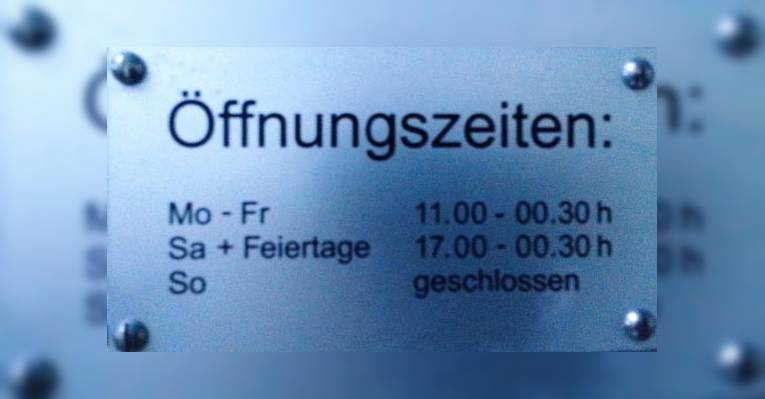 Öffnungszeiten:
Mo - Fr 11.00 - 00.30 h
Sa + Feiertage 17.00 - 00.30 h
So geschlossen